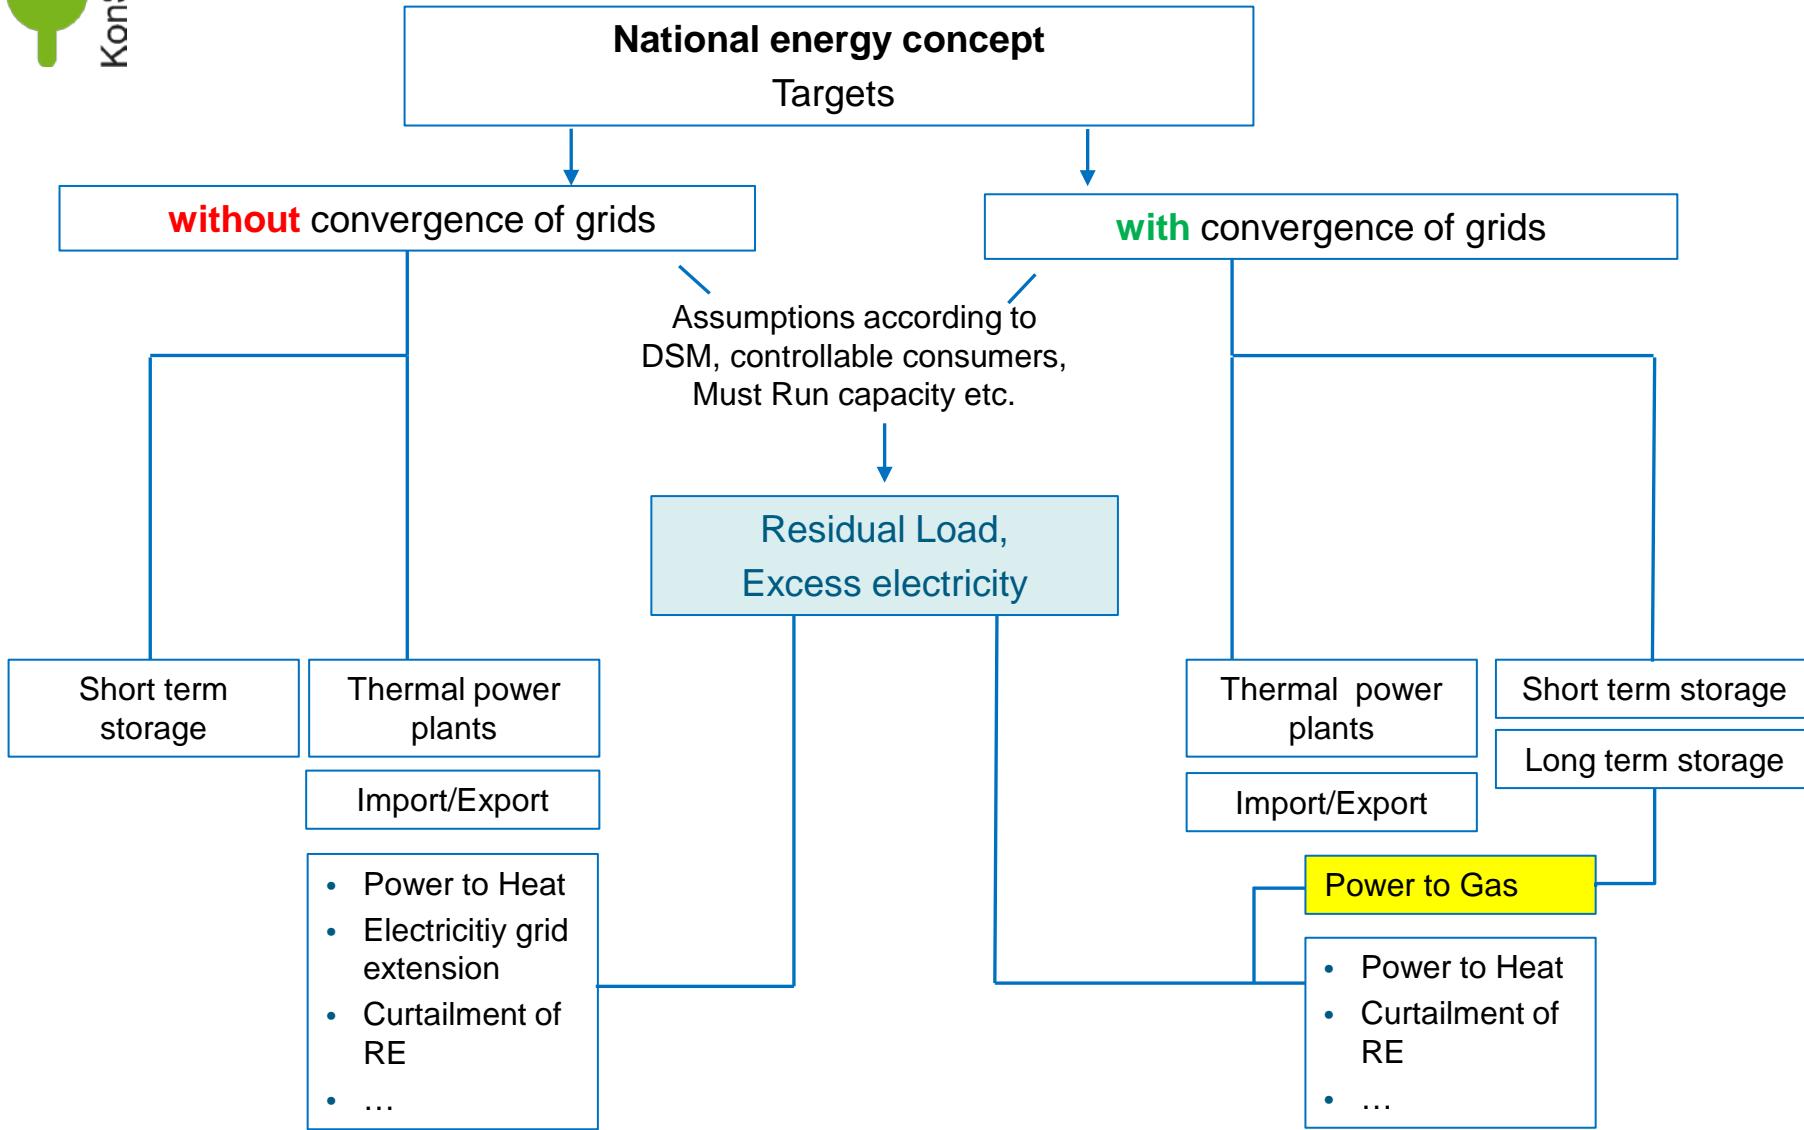 National energy concept
Targets
without convergence of grids
with convergence of grids
Assumptions according to
DSM, controllable consumers,
Must Run capacity etc.
Residual Load,
Excess electricity
Short term
storage
Thermal power
plants
Import/Export
• Power to Heat
• Electricitiy grid
extension
• Curtailment of
RE
• …
Thermal power
plants
Import/Export
Short term storage
Long term storage
Power to Gas
• Power to Heat
• Curtailment of
RE
• …